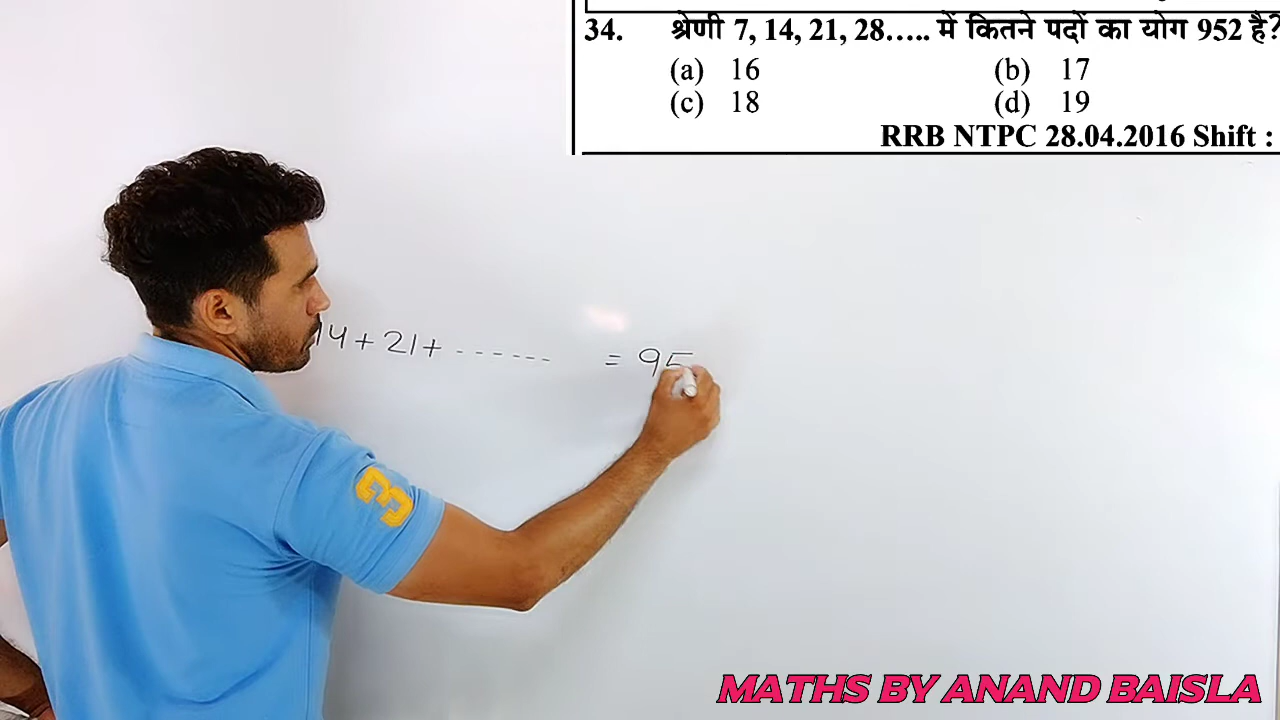 34. श्रेणी 7, 14, 21, 28..... में कितने पदों का योग 952 है?
(a) 16 (b) 17
(c) 18 (d) 19
RRB NTPC 28.04.2016 Shift :
14 + 21 + - - - - - - = 95
3
MATHS BY ANAND BAISLA